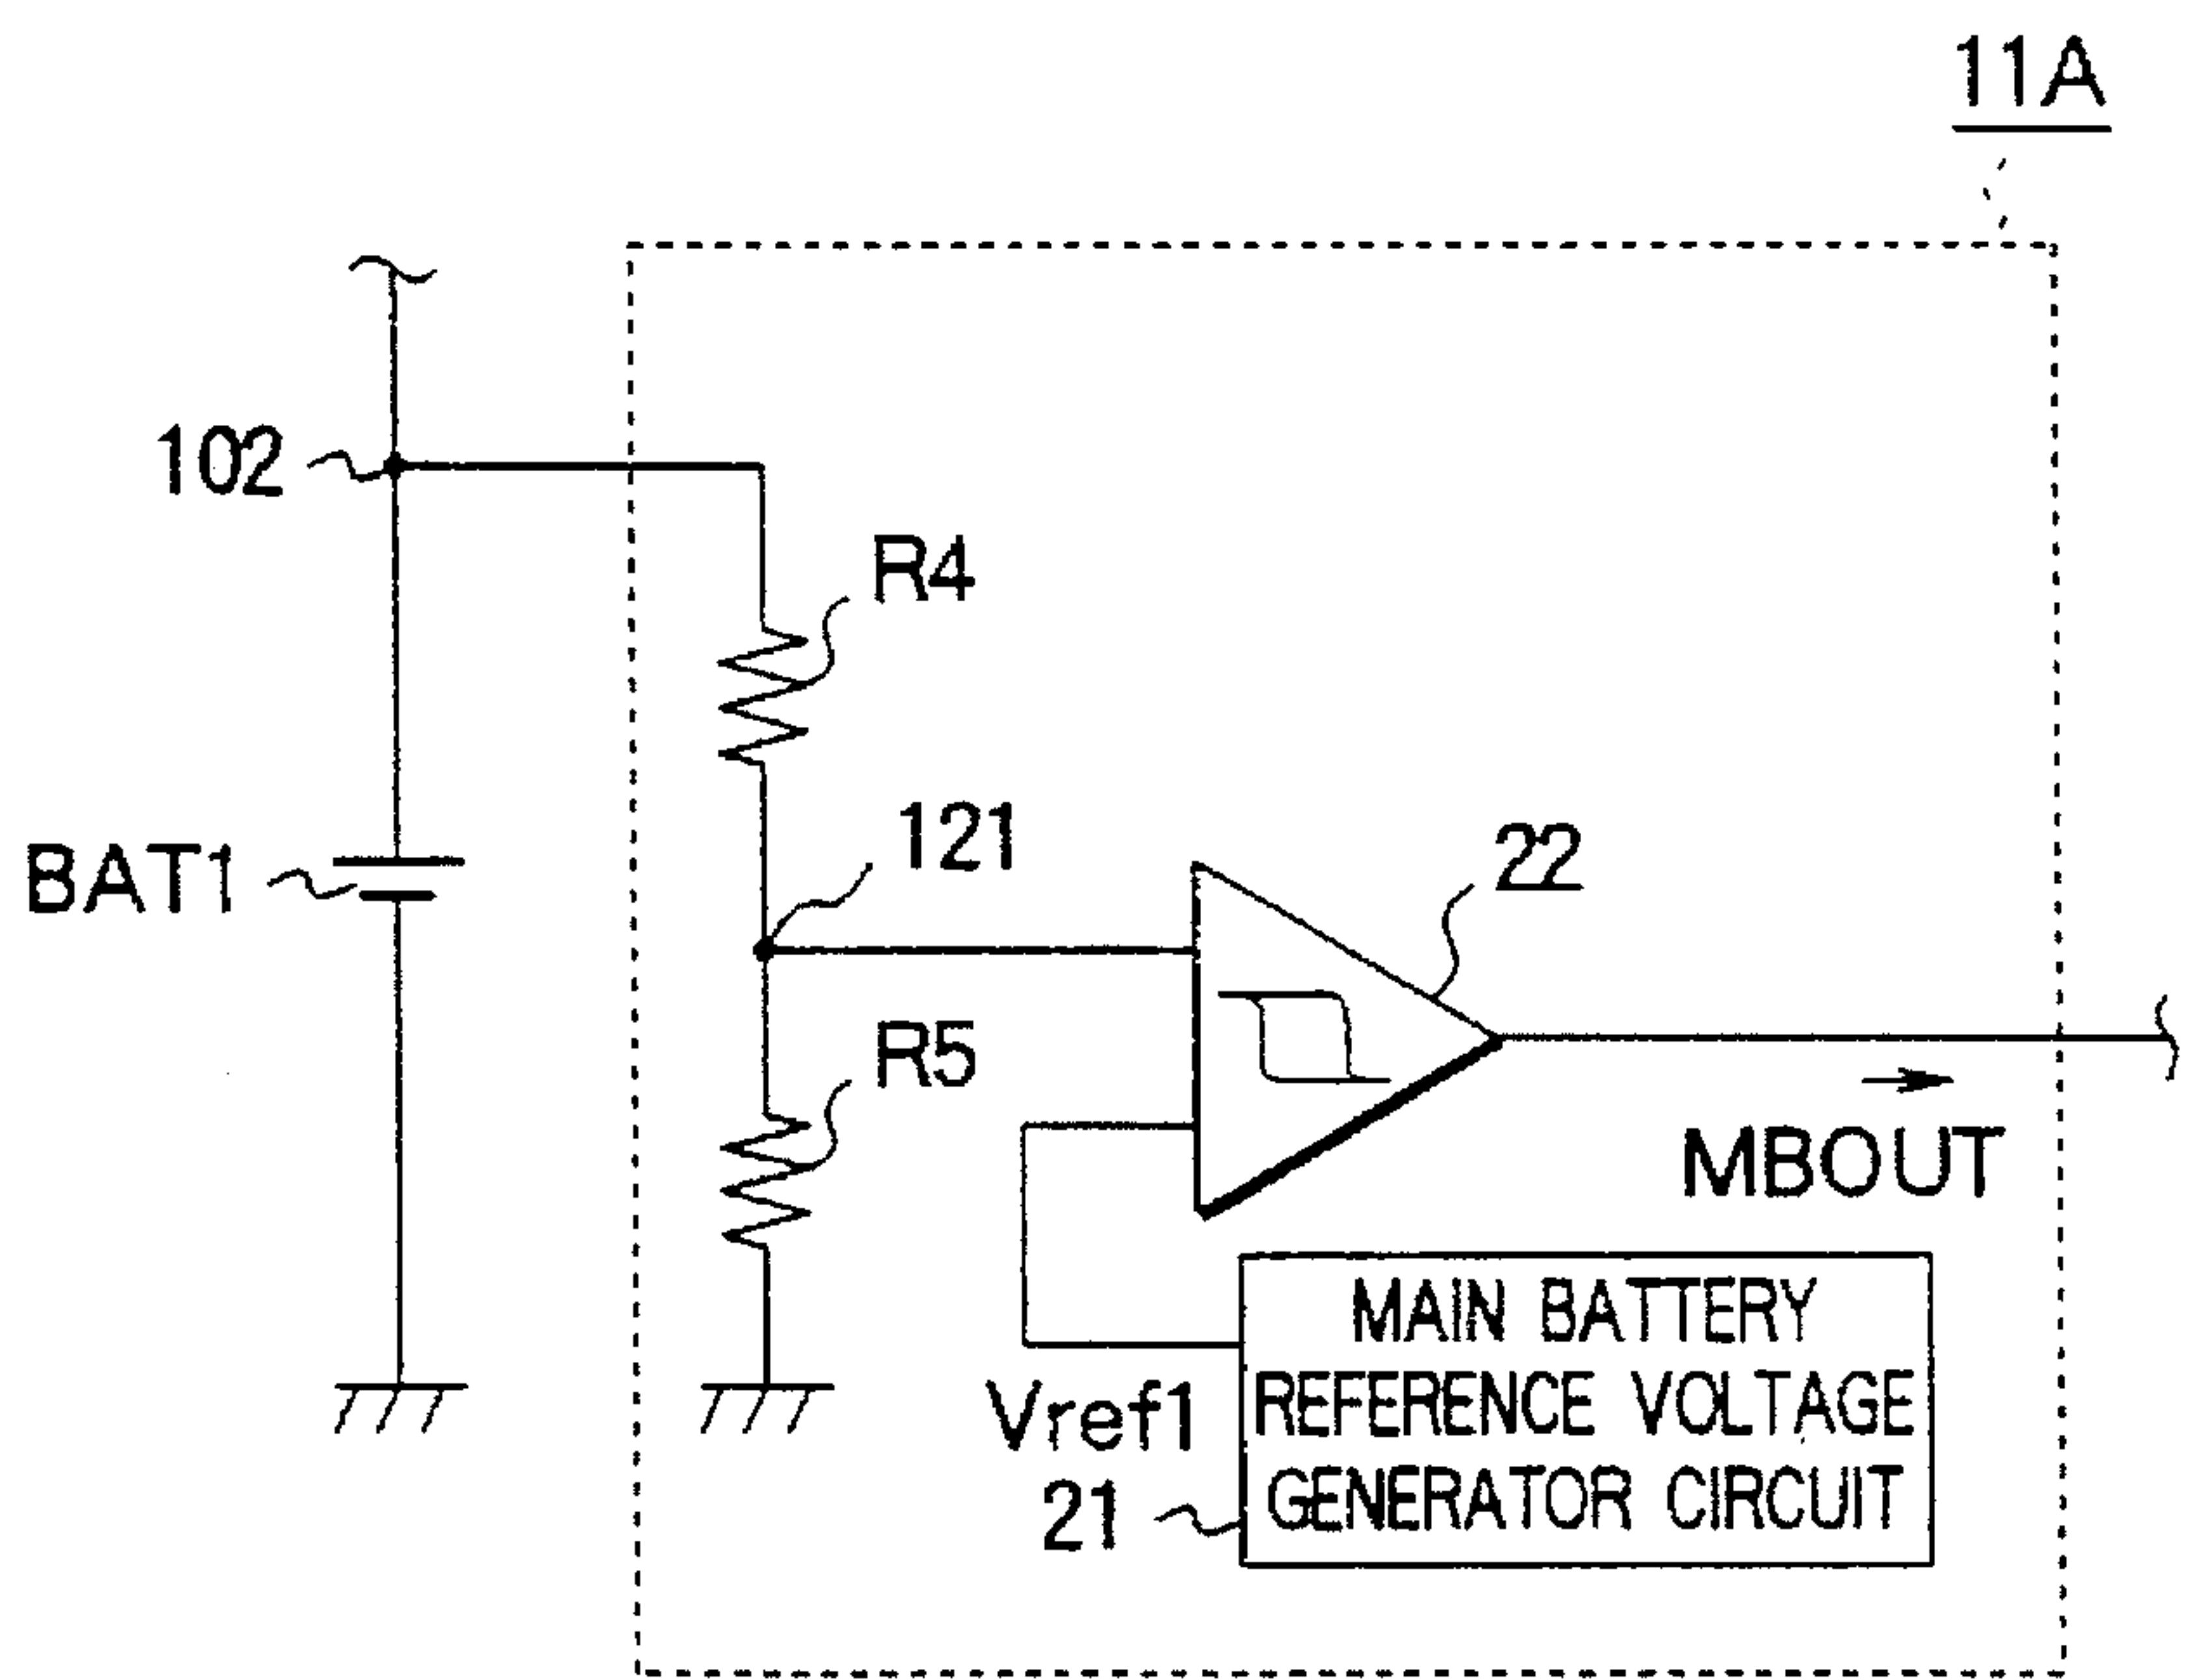 11A
102
R4
121
BAT1
22
R5
MBOUT
Vref1
21
MAIN BATTERY
REFERENCE VOLTAGE
GENERATOR CIRCUIT